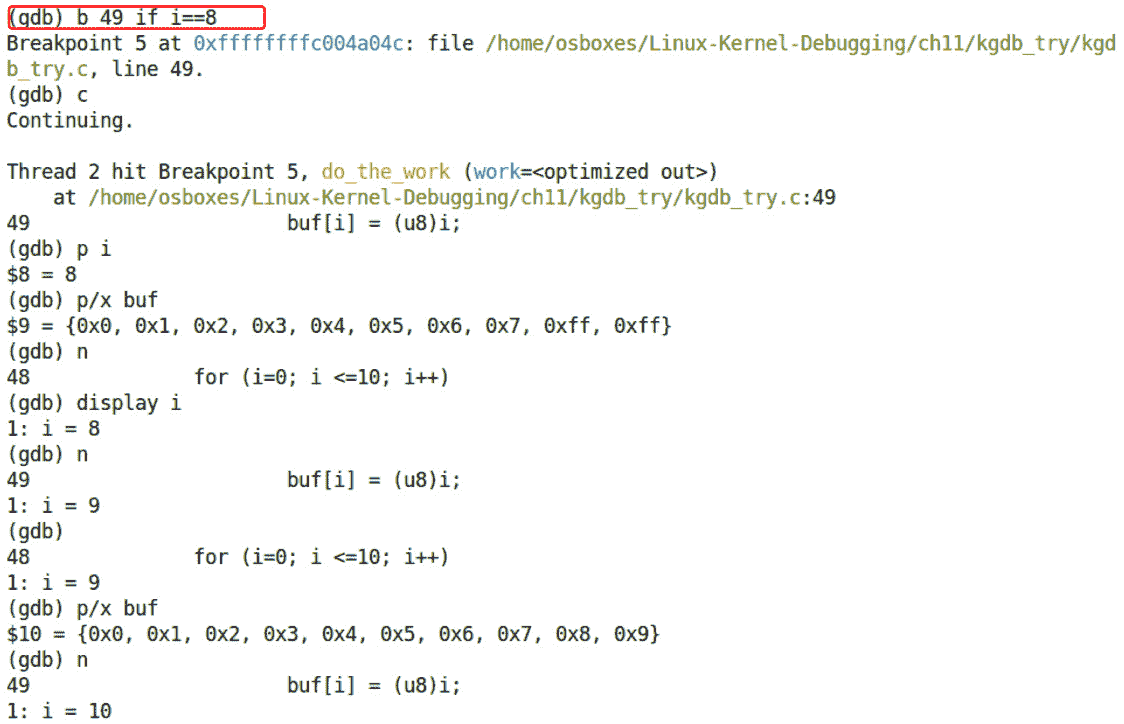 (gdb) b 49 if i==8
Breakpoint 5 at 0xffffffffc004a04c: file /home/osboxes/Linux-Kernel-Debugging/ch11/kgdb_try/kgd
b_try.c, line 49.
(gdb) c
Continuing.
Thread 2 hit Breakpoint 5, do_the_work (work=<optimized out>)
at /home/osboxes/Linux-Kernel-Debugging/ch11/kgdb_try/kgdb_try.c:49
49 buf[i] = (u8)i;
(gdb) p i
$8 = 8
(gdb) p/x buf
$9 = {0x0, 0x1, 0x2, 0x3, 0x4, 0x5, 0x6, 0x7, 0xff, 0xff}
(gdb) n
48 for (i=0; i <=10; i++)
(gdb) display i
1: i = 8
(gdb) n
49 buf[i] = (u8)i;
1: i = 9
(gdb)
48 for (i=0; i <=10; i++)
1: i = 9
(gdb) p/x buf
$10 = {0x0, 0x1, 0x2, 0x3, 0x4, 0x5, 0x6, 0x7, 0x8, 0x9}
(gdb) n
49 buf[i] = (u8)i;
1: i = 10